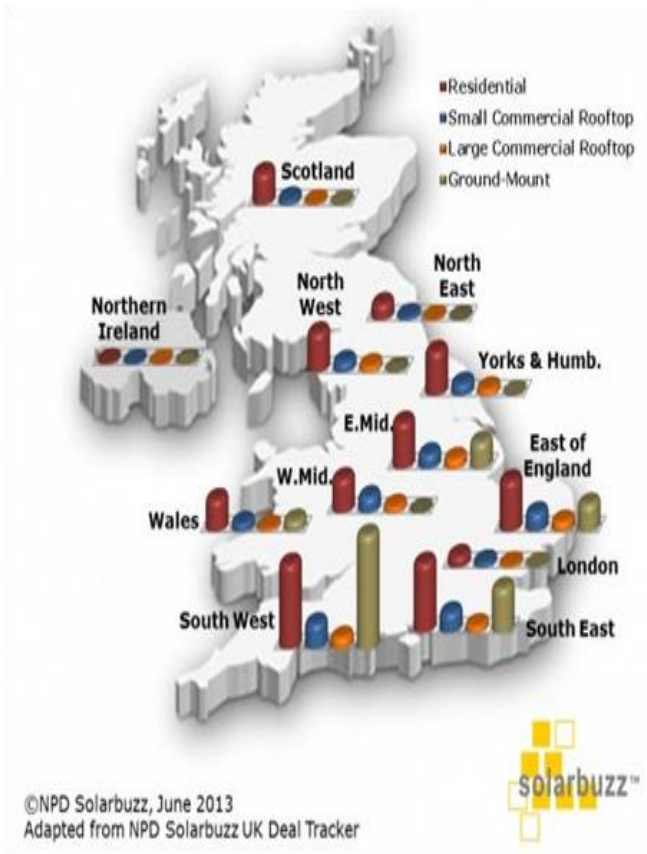 Residential
Small Commercial Rooftop
Large Commercial Rooftop
Ground-Mount
Scotland
North
East
North
West
Northern
Ireland
Yorks & Humb.
E.Mid.
East of
England
W.Mid.
Wales
London
South West
South East
solarbuzz™
©NPD Solarbuzz, June 2013
Adapted from NPD Solarbuzz UK Deal Tracker